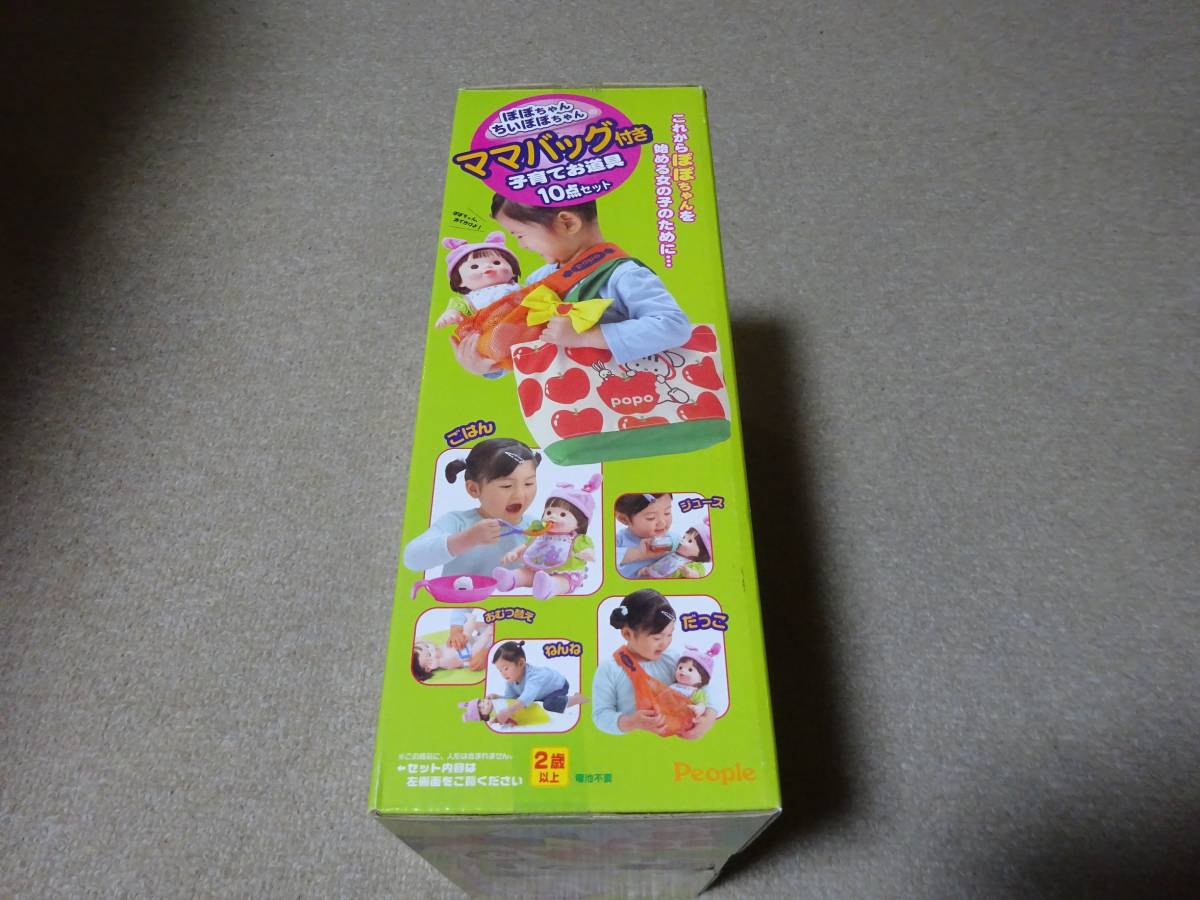 ぽぽちゃん
ちいぽぽちゃん
ママバッグ付き
子育てお道具
10点セット
これからぽぽちゃんを
始める女の子のために…
popo
popo
ごはん
ジュース
おむつ替え
ねんね
だっこ
※この商品に、人形は含まれません。
←セット内容は
左側面をご覧ください
2歳
以上
電池不要
People